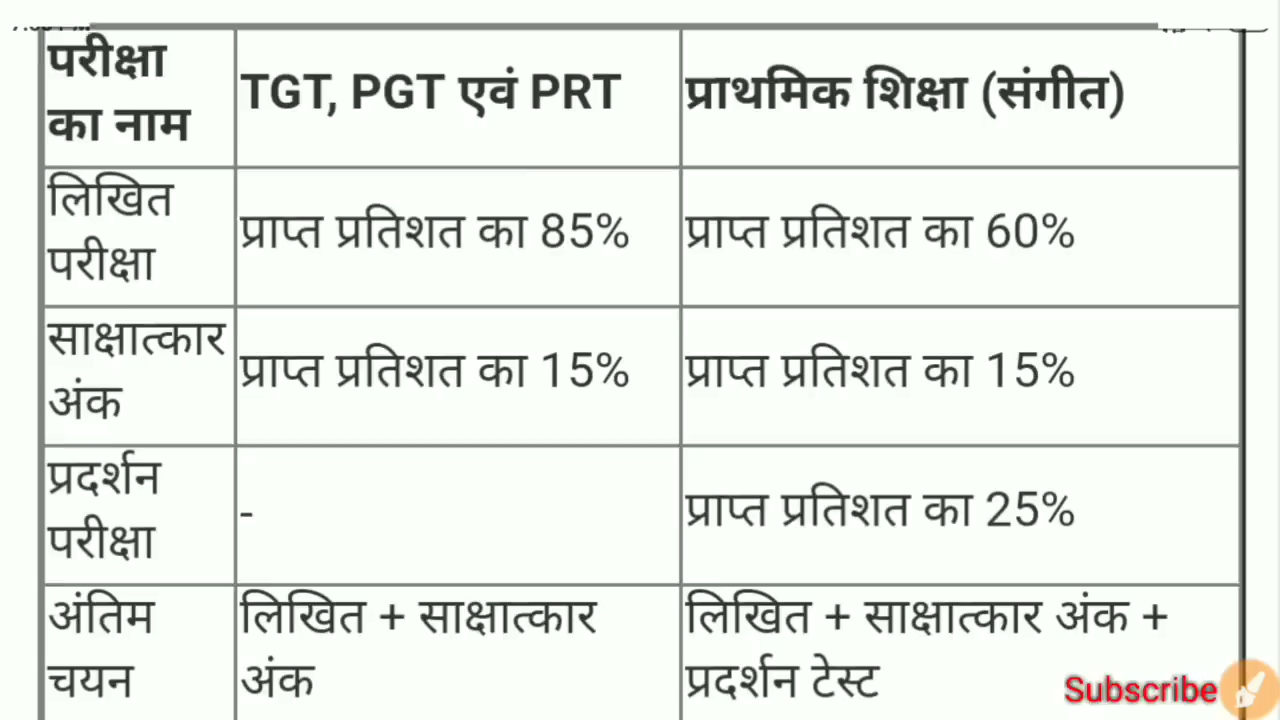 परीक्षा
का नाम
TGT, PGT एवं PRT
प्राथमिक शिक्षा (संगीत)
लिखित
परीक्षा
प्राप्त प्रतिशत का 85%
प्राप्त प्रतिशत का 60%
साक्षात्कार
अंक
प्राप्त प्रतिशत का 15%
प्राप्त प्रतिशत का 15%
प्रदर्शन
परीक्षा
-
प्राप्त प्रतिशत का 25%
अंतिम
चयन
लिखित + साक्षात्कार
अंक
लिखित + साक्षात्कार अंक +
प्रदर्शन टेस्ट
Subscribe